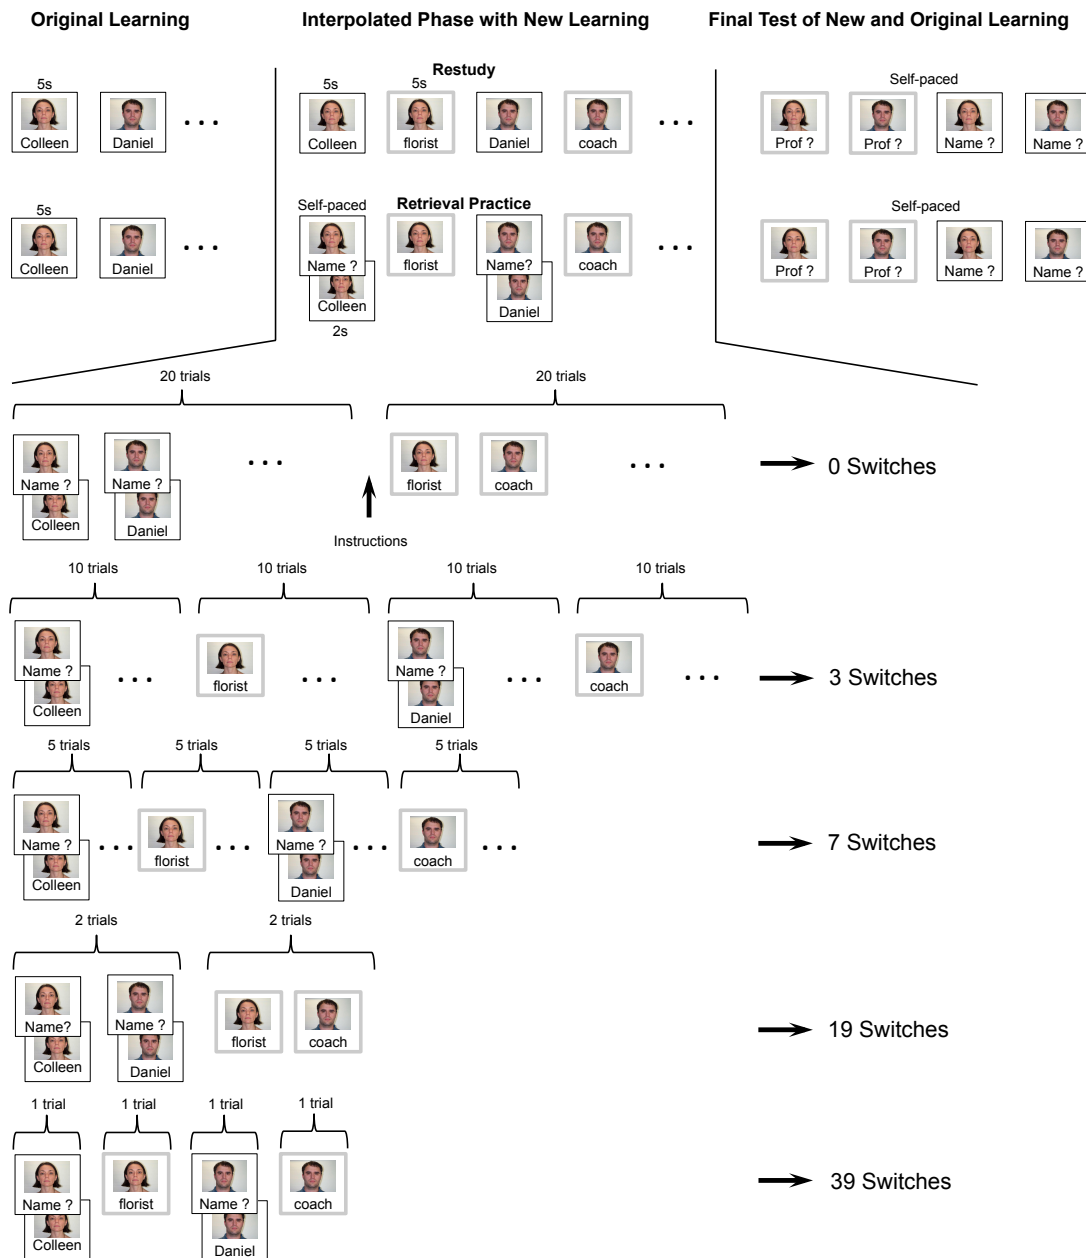 Original Learning
Interpolated Phase with New Learning
Final Test of New and Original Learning
Restudy
5s
5s
5s
Self-paced
Colleen
Daniel
. . .
Colleen
florist
Daniel
coach
. . .
Prof ?
Prof ?
Name ?
Name ?
5s
Self-paced
Retrieval Practice
Self-paced
Colleen
Daniel
. . .
Name ?
florist
Name?
coach
. . .
Prof ?
Prof ?
Name ?
Name ?
Colleen
Daniel
2s
20 trials
20 trials
Name ?
Name ?
. . .
florist
coach
. . .
0 Switches
Colleen
Daniel
Instructions
10 trials
10 trials
10 trials
10 trials
Name ?
. . .
florist
. . .
Name ?
. . .
coach
. . .
3 Switches
Colleen
Daniel
5 trials
5 trials
5 trials
5 trials
Name ?
. . .
florist
. . .
Name ?
. . .
coach
. . .
7 Switches
Colleen
Daniel
2 trials
2 trials
Name?
Name ?
florist
coach
19 Switches
Colleen
Daniel
1 trial
1 trial
1 trial
1 trial
Name ?
florist
Name ?
coach
39 Switches
Colleen
Daniel